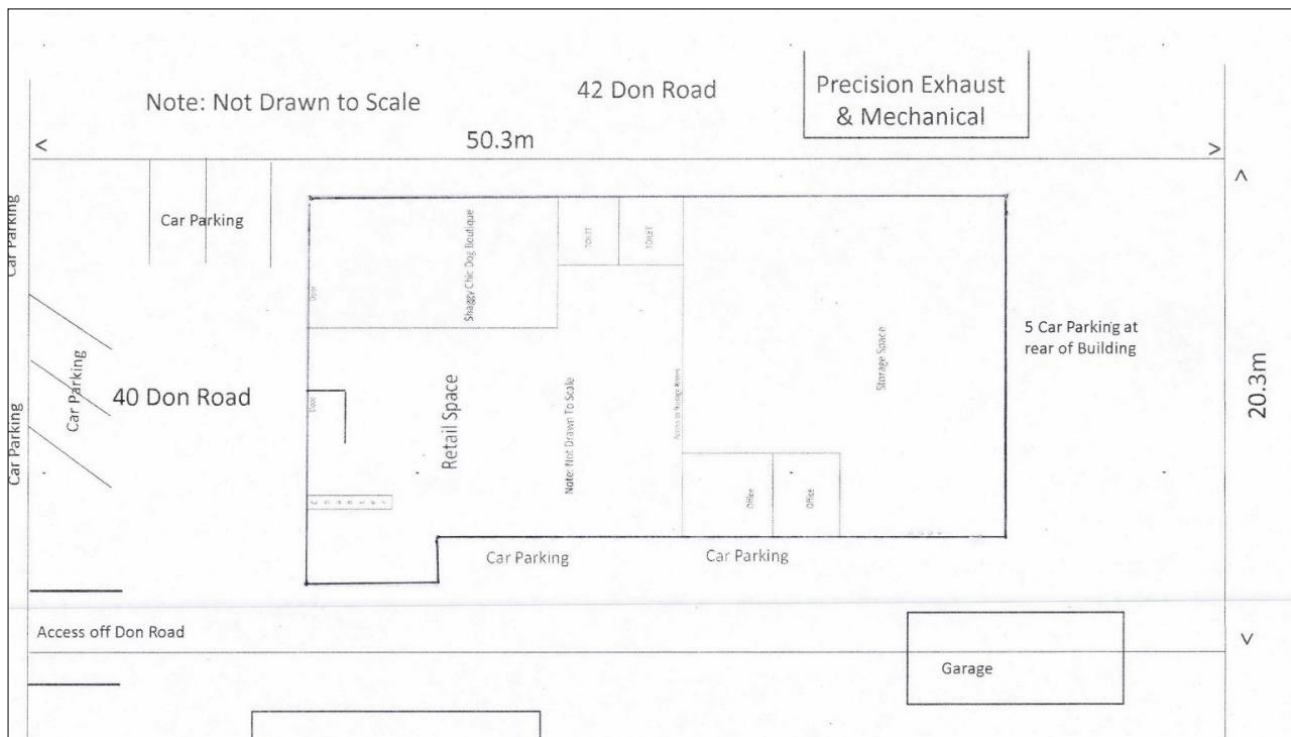 Note: Not Drawn to Scale
42 Don Road
Precision Exhaust
& Mechanical
50.3m
Car Parking
Car Parking
Car Parking
Car Parking
40 Don Road
Door
Shaggy Chic Dog Boutique
TOILET
TOILET
Door
Retail Space
Note: Not Drawn To Scale
Storage Space
5 Car Parking at
rear of Building
20.3m
Counter
Office
Office
Car Parking
Car Parking
Access off Don Road
Garage